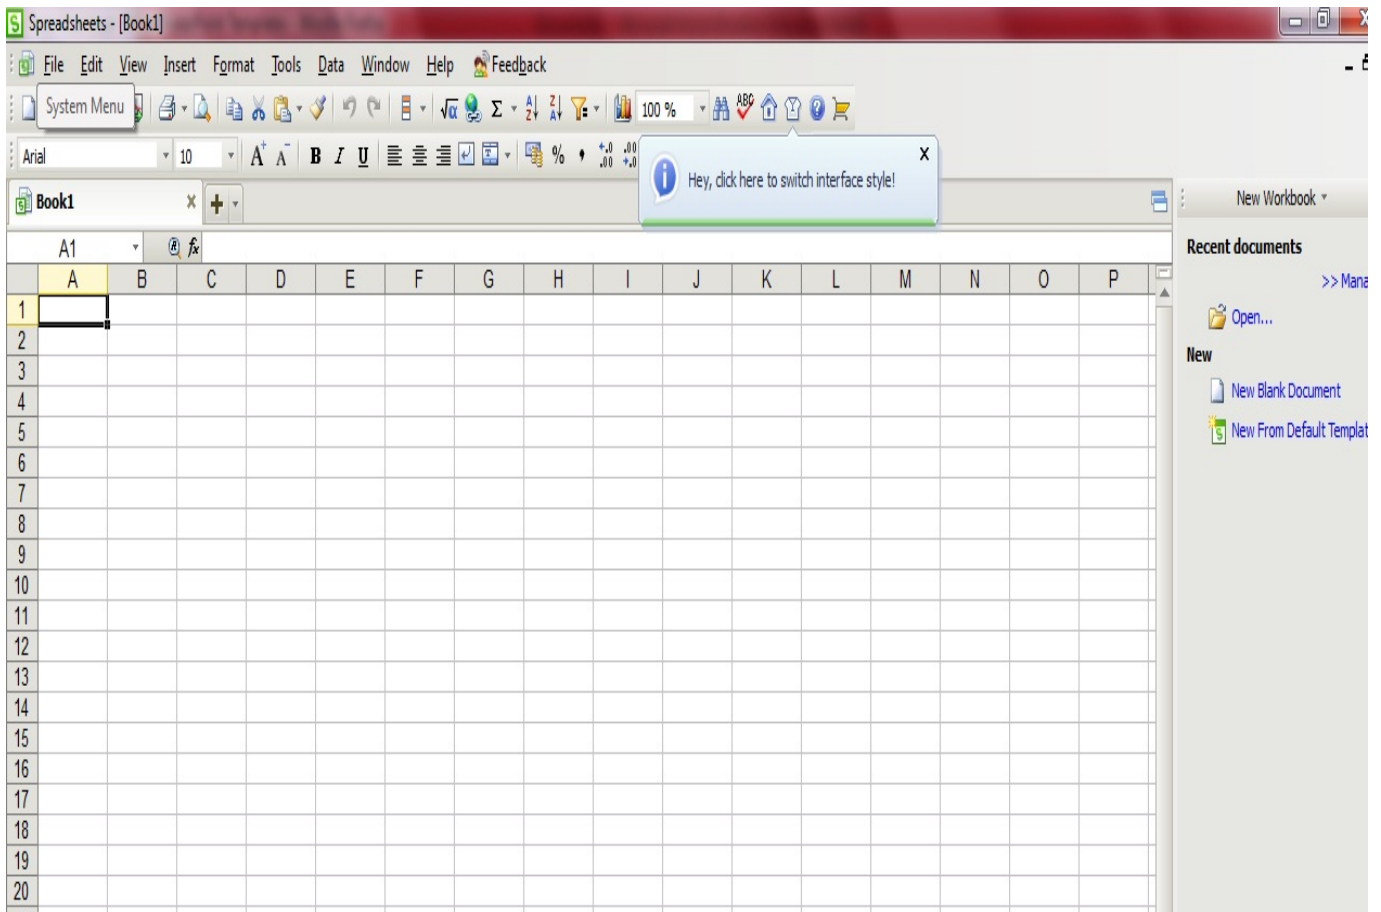 Spreadsheets - [Book1]
File Edit View Insert Format Tools Data Window Help Feedback
System Menu 100 %
Arial 10 A A B I U %
Hey, click here to switch interface style! X
Book1 New Workbook
A1 fx Recent documents
A B C D E F G H I J K L M N O P
>> Mana
1
Open...
2
New
3
New Blank Document
4
New From Default Templat
5
6
7
8
9
10
11
12
13
14
15
16
17
18
19
20